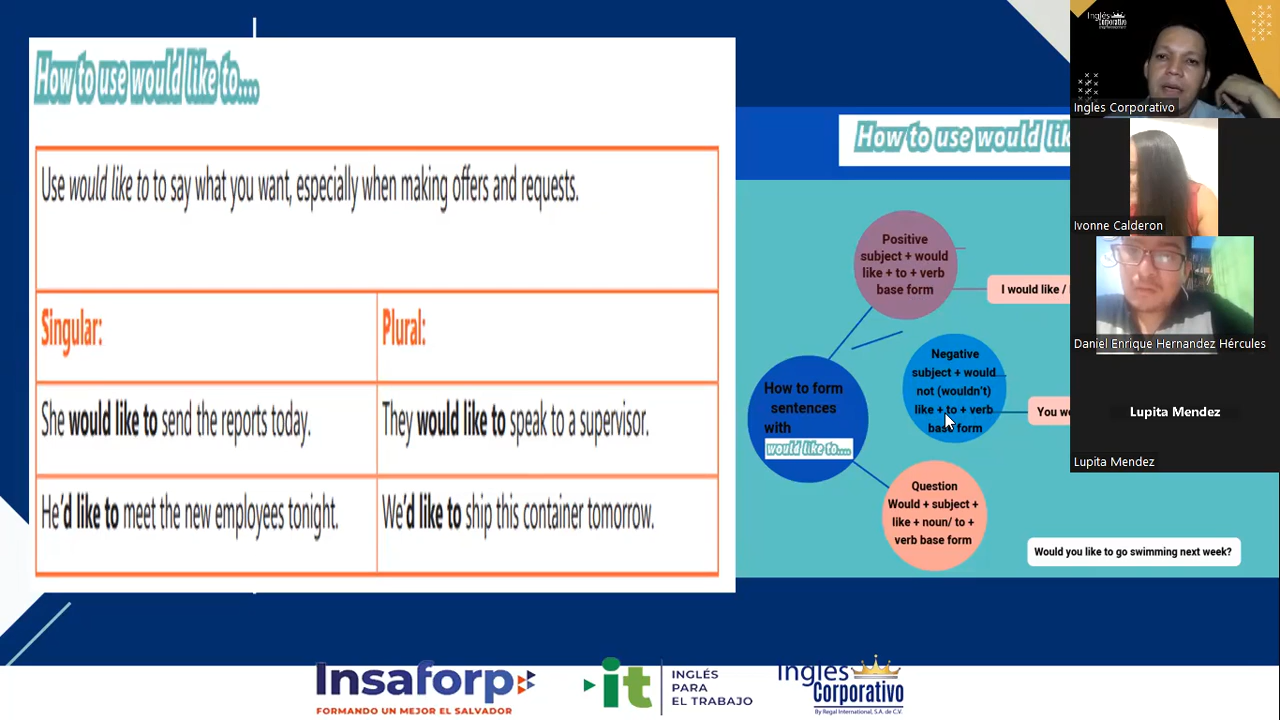 How to use would like to....
Use would like to to say what you want, especially when making offers and requests.
Singular:
Plural:
She would like to send the reports today.
They would like to speak to a supervisor.
He'd like to meet the new employees tonight.
We'd like to ship this container tomorrow.
How to use would lik
Positive
subject + would
like + to + verb
base form
I would like /
Negative
subject + would
not (wouldn't)
like + to + verb
base form
How to form
sentences
with
would like to....
Question
Would + subject +
like + noun/ to +
verb base form
Would you like to go swimming next week?
Inglés
Corporativo
Ingles Corporativo
Ivonne Calderon
Daniel Enrique Hernandez Hércules
Lupita Mendez
Lupita Mendez
Insaforp
FORMANDO UN MEJOR EL SALVADOR
it
INGLÉS
PARA
EL TRABAJO
Inglés
Corporativo
By Regal International, S.A. de C.V.